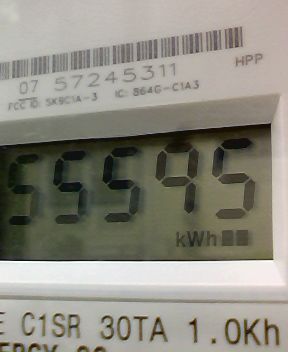 07 57245311
HPP
FCC ID: SK9C1A-3 IC: 864G-C1A3
55595
kWh
E C1SR 30TA 1.0Kh